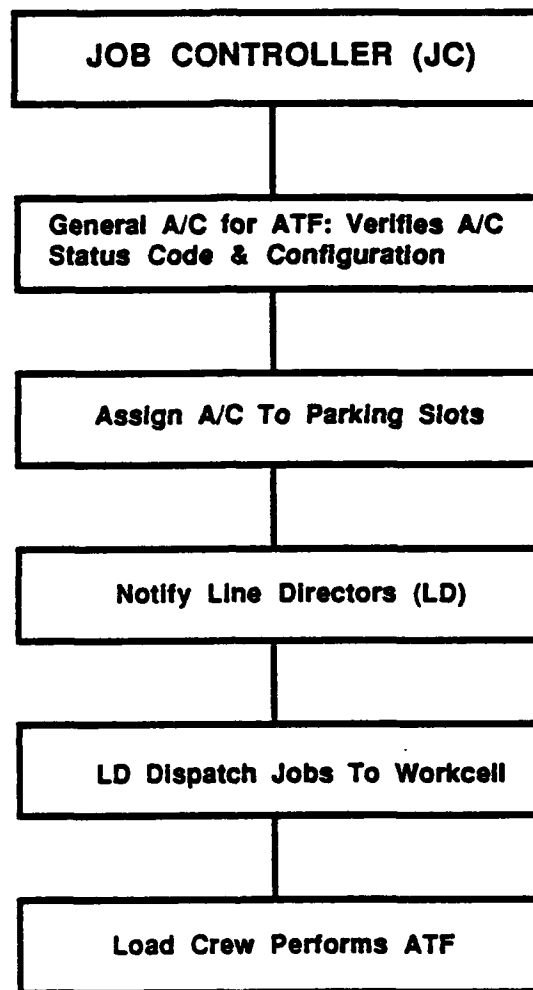 JOB CONTROLLER (JC)
General A/C for ATF: Verifies A/C
Status Code & Configuration
Assign A/C To Parking Slots
Notify Line Directors (LD)
LD Dispatch Jobs To Workcell
Load Crew Performs ATF